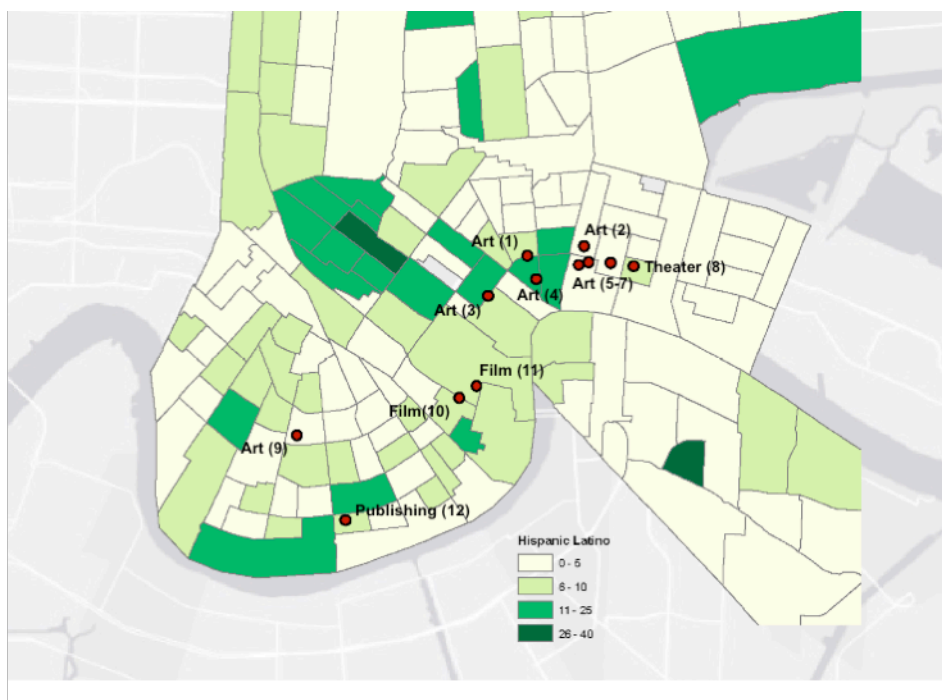 Art (1)
Art (2)
Theater (8)
Art (5-7)
Art (4)
Art (3)
Film (11)
Film(10)
Art (9)
Publishing (12)
Hispanic Latino
0 - 5
6 - 10
11 - 25
26 - 40